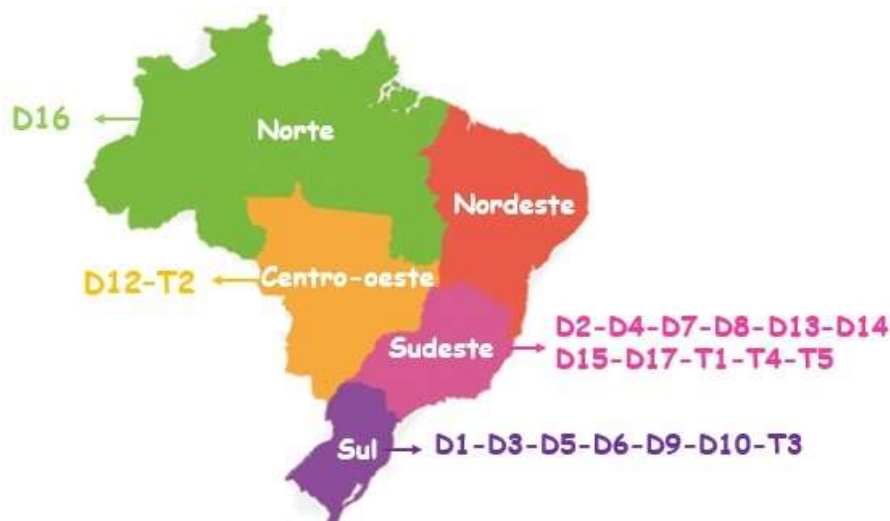 D16
Norte
Nordeste
D12-T2
Centro-oeste
D2-D4-D7-D8-D13-D14
Sudeste
D15-D17-T1-T4-T5
Sul
D1-D3-D5-D6-D9-D10-T3